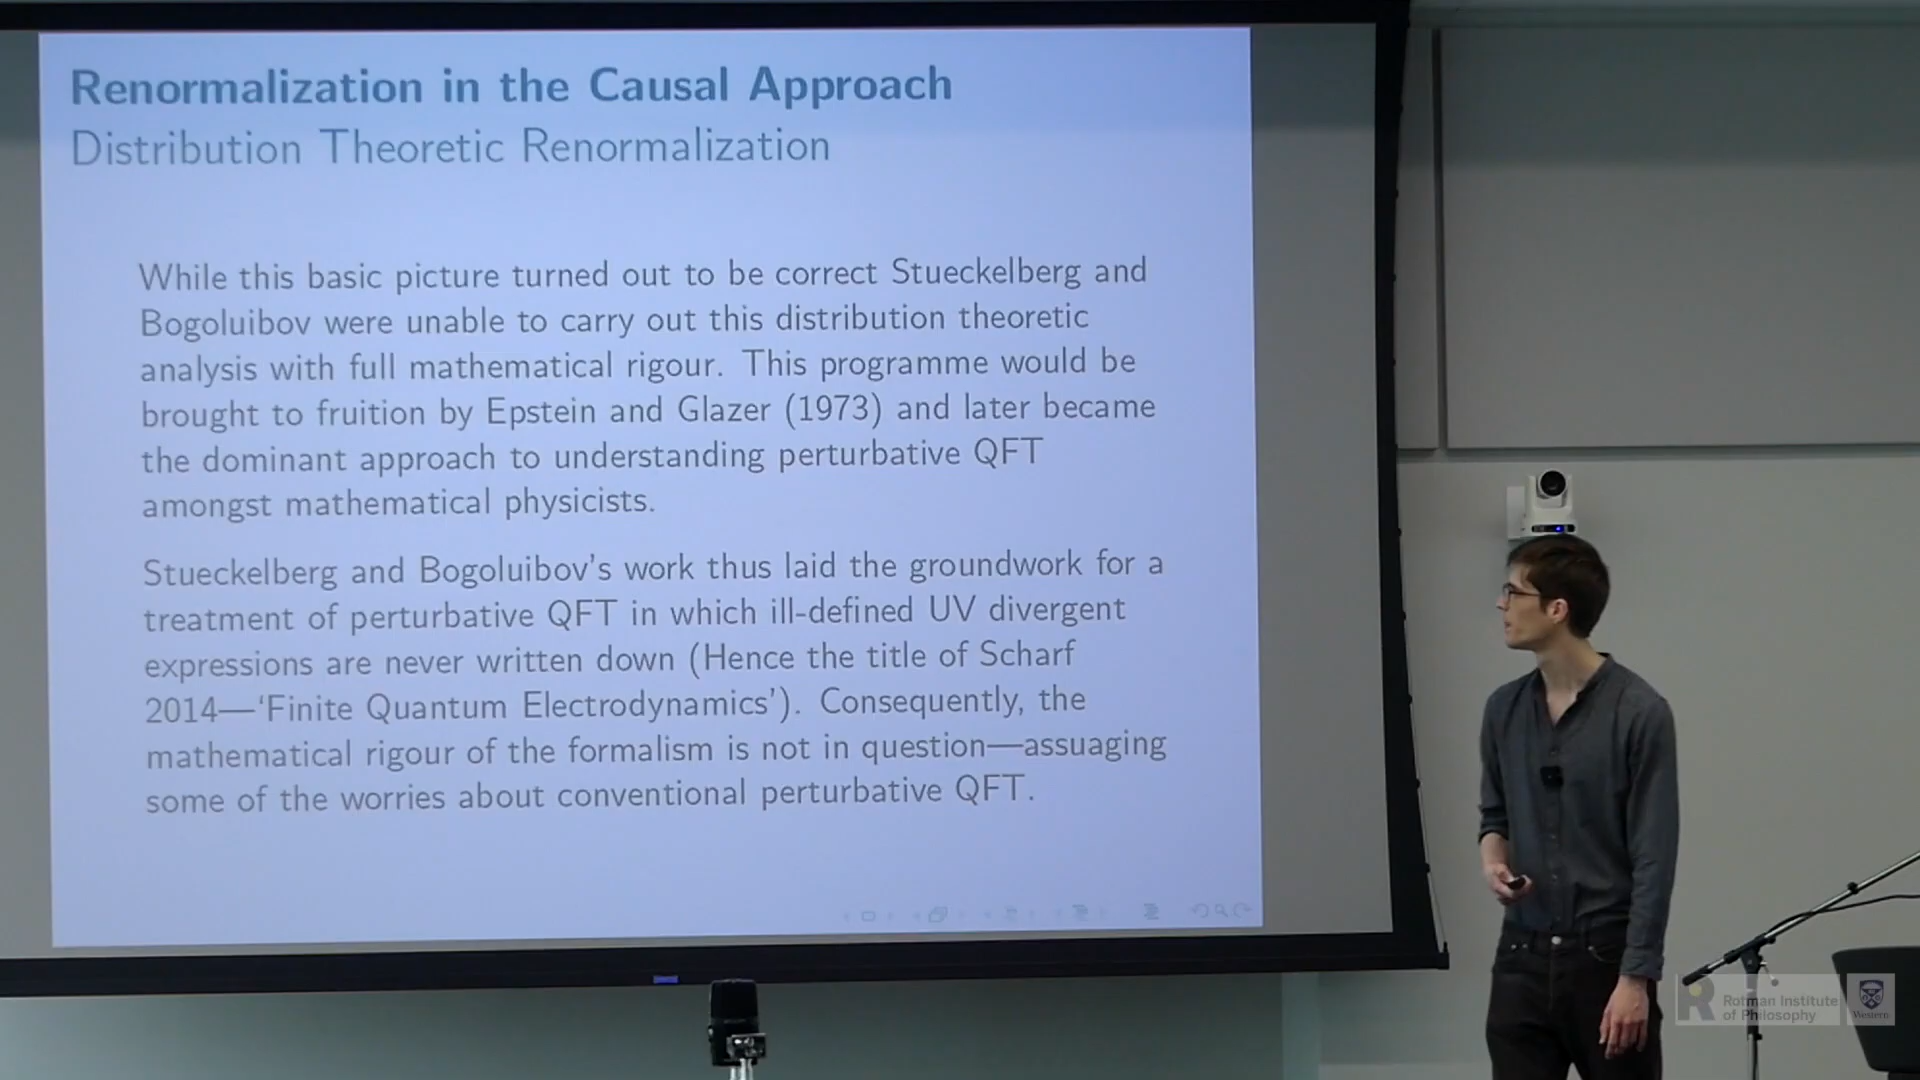 Renormalization in the Causal Approach
Distribution Theoretic Renormalization
While this basic picture turned out to be correct Stueckelberg and
Bogoluibov were unable to carry out this distribution theoretic
analysis with full mathematical rigour. This programme would be
brought to fruition by Epstein and Glazer (1973) and later became
the dominant approach to understanding perturbative QFT
amongst mathematical physicists.
Stueckelberg and Bogoluibov's work thus laid the groundwork for a
treatment of perturbative QFT in which ill-defined UV divergent
expressions are never written down (Hence the title of Scharf
2014—‘Finite Quantum Electrodynamics’). Consequently, the
mathematical rigour of the formalism is not in question—assuaging
some of the worries about conventional perturbative QFT.
R Rotman Institute
of Philosophy
Western